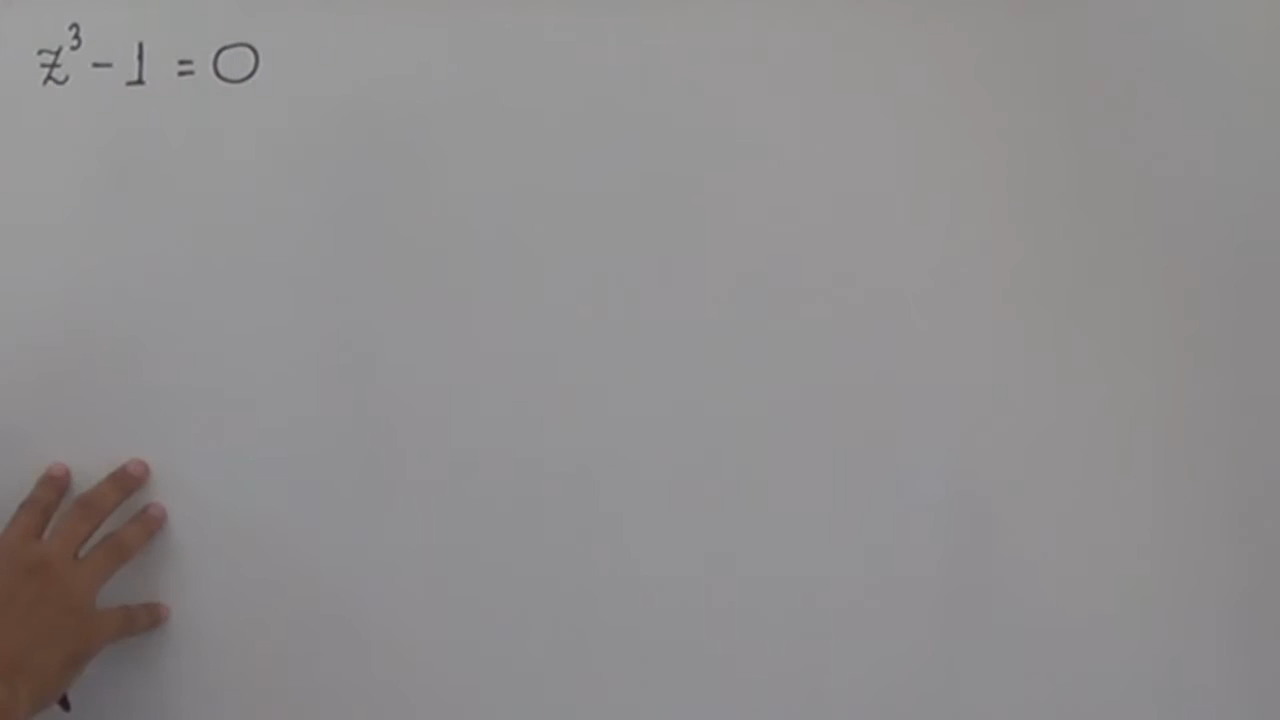 z³ - 1 = 0